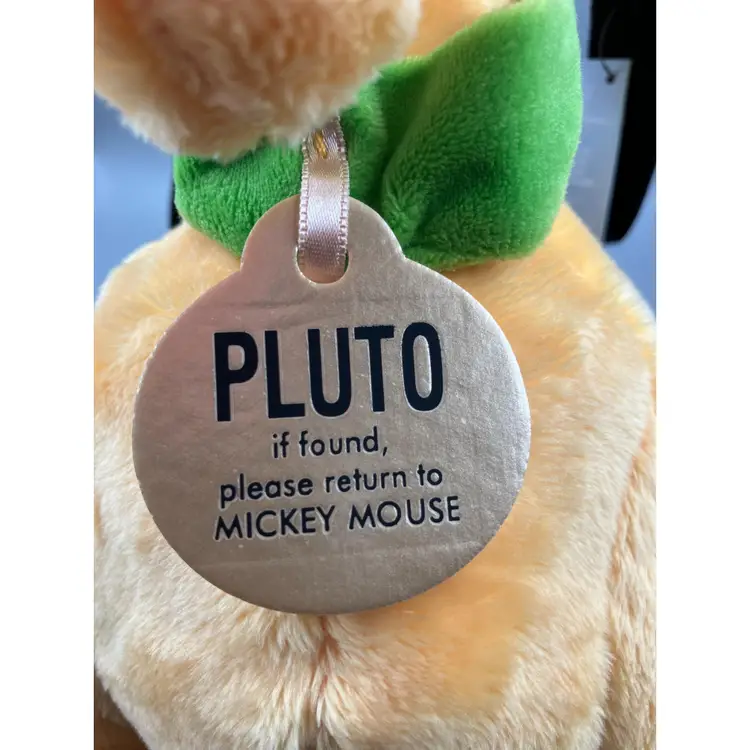 PLUTO
if found,
please return to
MICKEY MOUSE